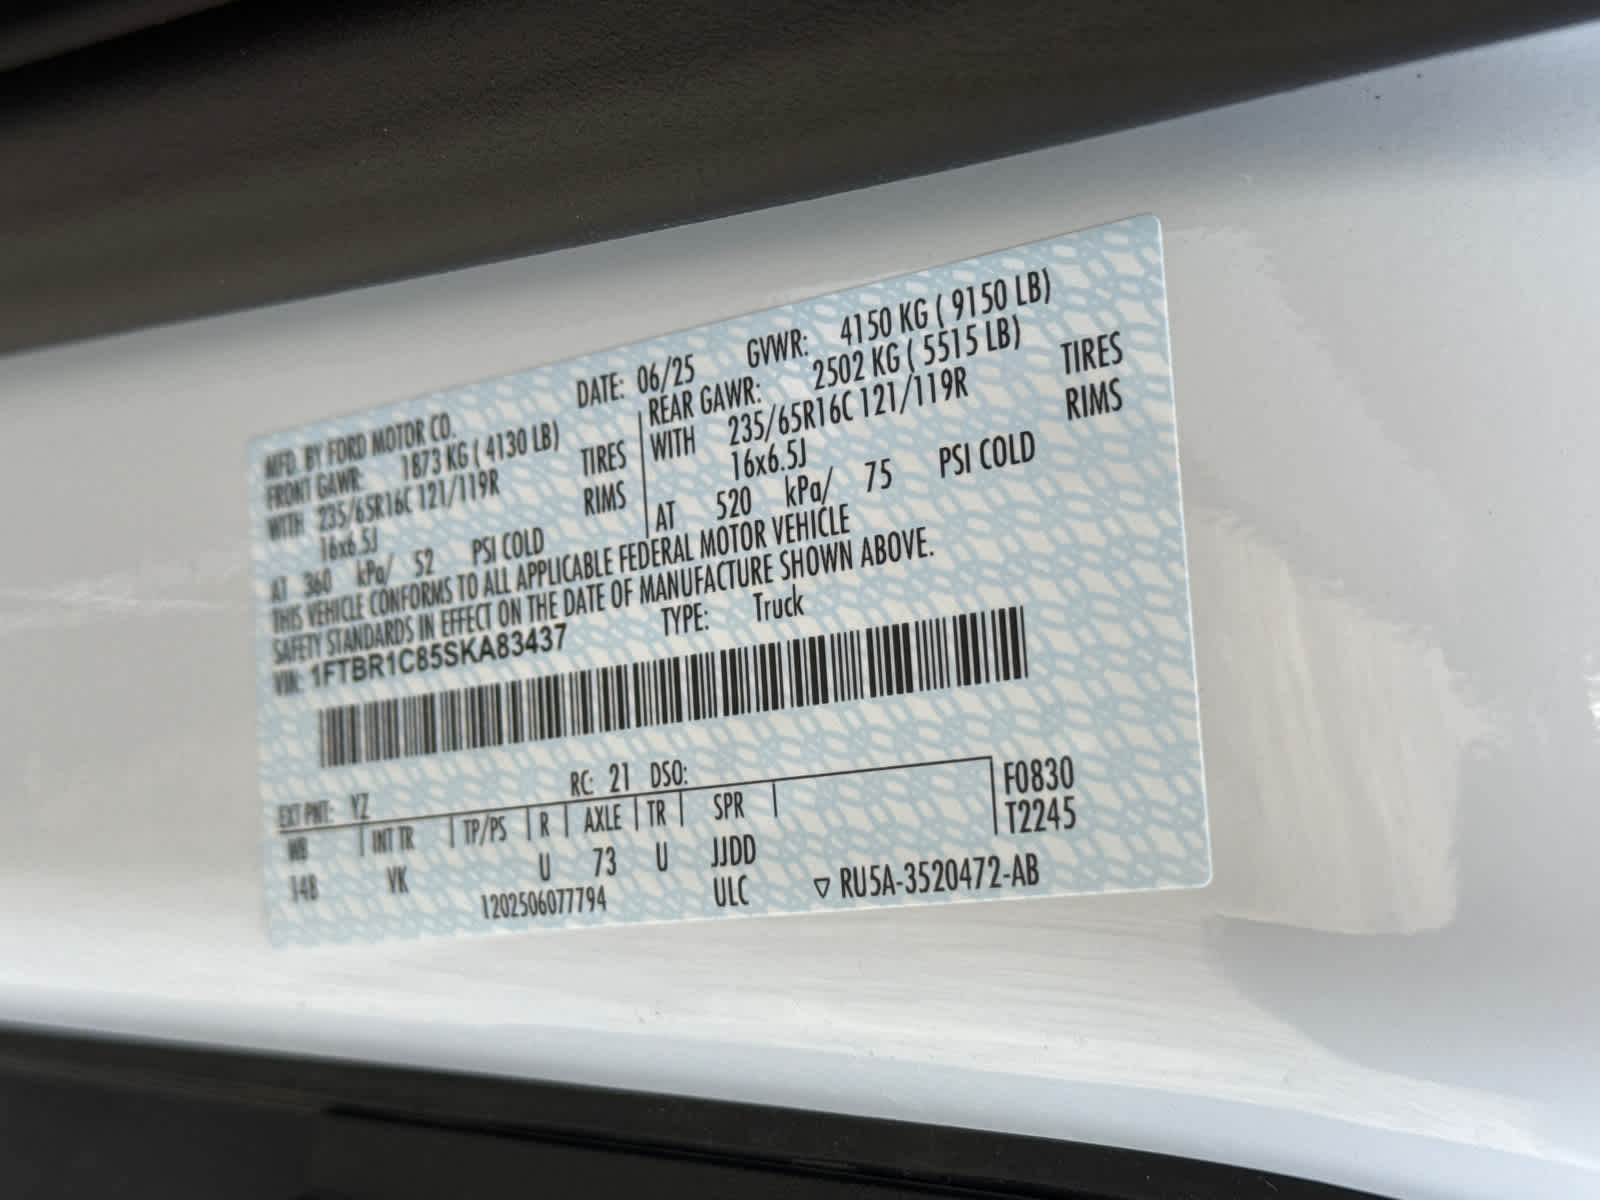 MFD. BY FORD MOTOR CO.
DATE: 06/25 GVWR: 4150 KG ( 9150 LB)
FRONT GAWR: 1873 KG ( 4130 LB)
REAR GAWR: 2502 KG ( 5515 LB)
WITH 235/65R16C 121/119R TIRES
WITH 235/65R16C 121/119R TIRES
16x6.5J RIMS
16x6.5J RIMS
AT 360 kPa/ 52 PSI COLD
AT 520 kPa/ 75 PSI COLD
THIS VEHICLE CONFORMS TO ALL APPLICABLE FEDERAL MOTOR VEHICLE
SAFETY STANDARDS IN EFFECT ON THE DATE OF MANUFACTURE SHOWN ABOVE.
VIN: 1FTBR1C85SKA83437 TYPE: Truck
EXT PNT: YZ RC: 21 DSO:
WB INT TR TP/PS R AXLE TR SPR F0830
148 VK U 73 U JJDD T2245
1202506077794 ULC ▽ RU5A-3520472-AB